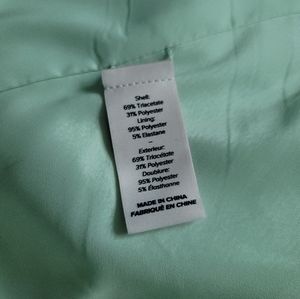 Shell:
69% Triacetate
31% Polyester
Lining:
95% Polyester
5% Elastane
–
Exterieur:
69% Triacétate
31% Polyester
Doublure:
95% Polyester
5% Élasthanne
MADE IN CHINA
FABRIQUÉ EN CHINE